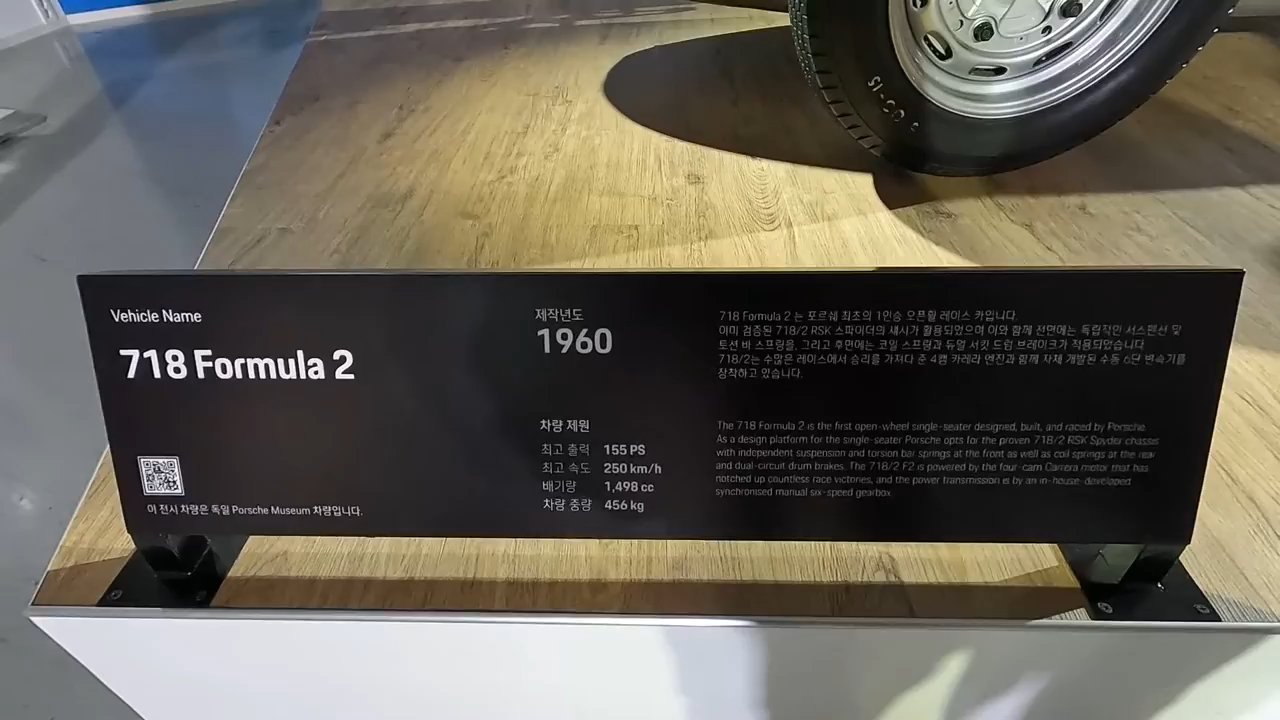 Vehicle Name
718 Formula 2
이 전시 차량은 독일 Porsche Museum 차량입니다.
제작년도
1960
차량 제원
최고 출력 155 PS
최고 속도 250 km/h
배기량 1,498 cc
차량 중량 456 kg
718 Formula 2 는 포르쉐 최초의 1인승 오픈휠 레이스 카입니다.
이미 검증된 718/2 RSK 스파이더의 섀시가 활용되었으며 이와 함께 전면에는 독립적인 서스펜션 및
토션 바 스프링을, 그리고 후면에는 코일 스프링과 듀얼 서킷 드럼 브레이크가 적용되었습니다
718/2는 수많은 레이스에서 승리를 가져다 준 4캠 카레라 엔진과 함께 자체 개발된 수동 6단 변속기를
장착하고 있습니다.
The 718 Formula 2 is the first open-wheel single-seater designed, built, and raced by Porsche.
As a design platform for the single-seater Porsche opts for the proven 718/2 RSK Spyder chassis
with independent suspension and torsion bar springs at the front as well as coil springs at the rear
and dual-circuit drum brakes. The 718/2 F2 is powered by the four-cam Carrera motor that has
notched up countless race victories, and the power transmission is by an in-house-developed
synchronised manual six-speed gearbox.